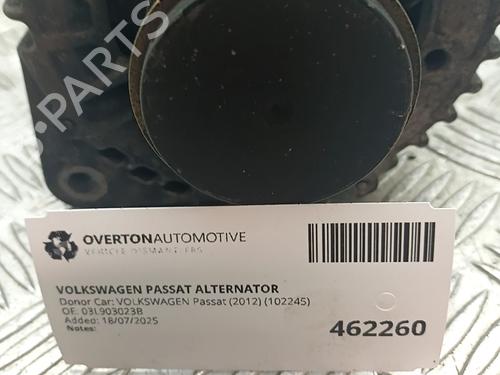 B-PARTS
OVERTONAUTOMOTIVE
VEHICLE DISMANTLERS
VOLKSWAGEN PASSAT ALTERNATOR
Donor Car: VOLKSWAGEN Passat (2012) (102245)
OE: 03L903023B
Added: 18/07/2025
Notes:
462260